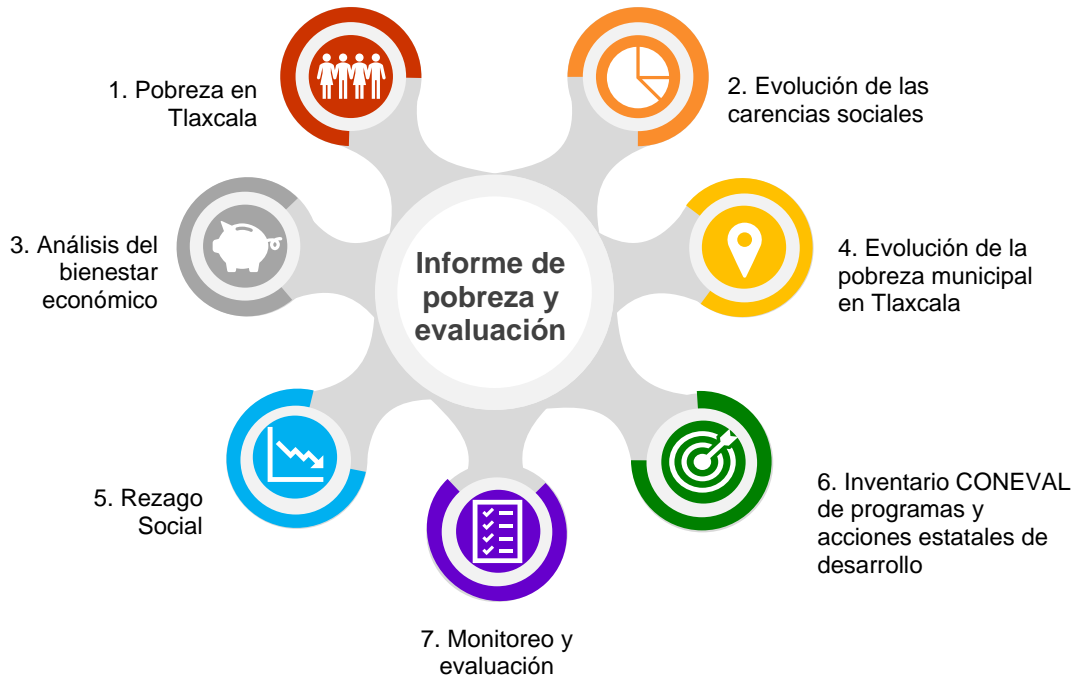 1. Pobreza en
Tlaxcala
2. Evolución de las
carencias sociales
3. Análisis del
bienestar
económico
Informe de
pobreza y
evaluación
4. Evolución de la
pobreza municipal
en Tlaxcala
5. Rezago
Social
6. Inventario CONEVAL
de programas y
acciones estatales de
desarrollo
7. Monitoreo y
evaluación